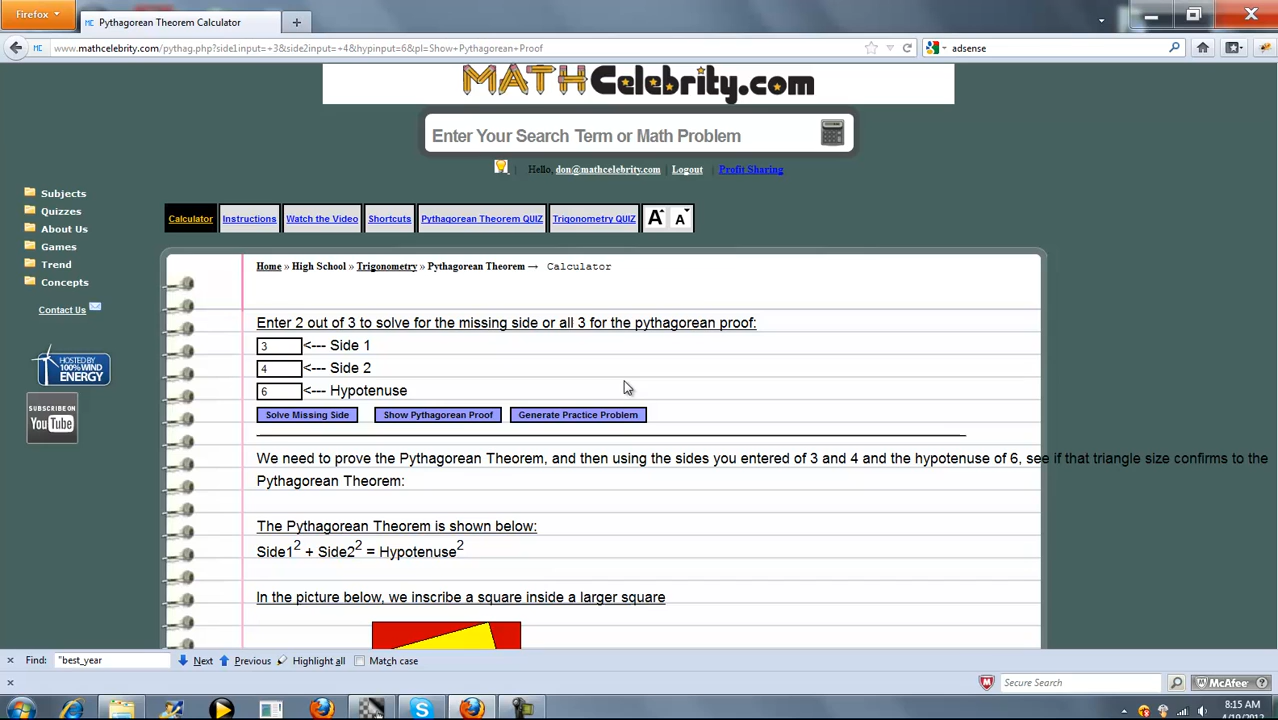 Firefox
Pythagorean Theorem Calculator
www.mathcelebrity.com/pythag.php?side1input= +3&side2input= +4&hypinput=6&pl=Show+Pythagorean+Proof
adsense
MATHCelebrity.com
Enter Your Search Term or Math Problem
Hello, don@mathcelebrity.com | Logout | Profit Sharing
Subjects
Quizzes
About Us
Games
Trend
Concepts
Contact Us
HOSTED BY
100% WIND
ENERGY
SUBSCRIBE ON
YouTube
Calculator Instructions Watch the Video Shortcuts Pythagorean Theorem QUIZ Trigonometry QUIZ A A
Home » High School » Trigonometry » Pythagorean Theorem → Calculator
Enter 2 out of 3 to solve for the missing side or all 3 for the pythagorean proof:
3 <--- Side 1
4 <--- Side 2
6 <--- Hypotenuse
Solve Missing Side Show Pythagorean Proof Generate Practice Problem
We need to prove the Pythagorean Theorem, and then using the sides you entered of 3 and 4 and the hypotenuse of 6, see if that triangle size confirms to the
Pythagorean Theorem:
The Pythagorean Theorem is shown below:
Side1² + Side2² = Hypotenuse²
In the picture below, we inscribe a square inside a larger square
Find: "best_year Next Previous Highlight all Match case
Secure Search McAfee
8:15 AM
4/19/2012